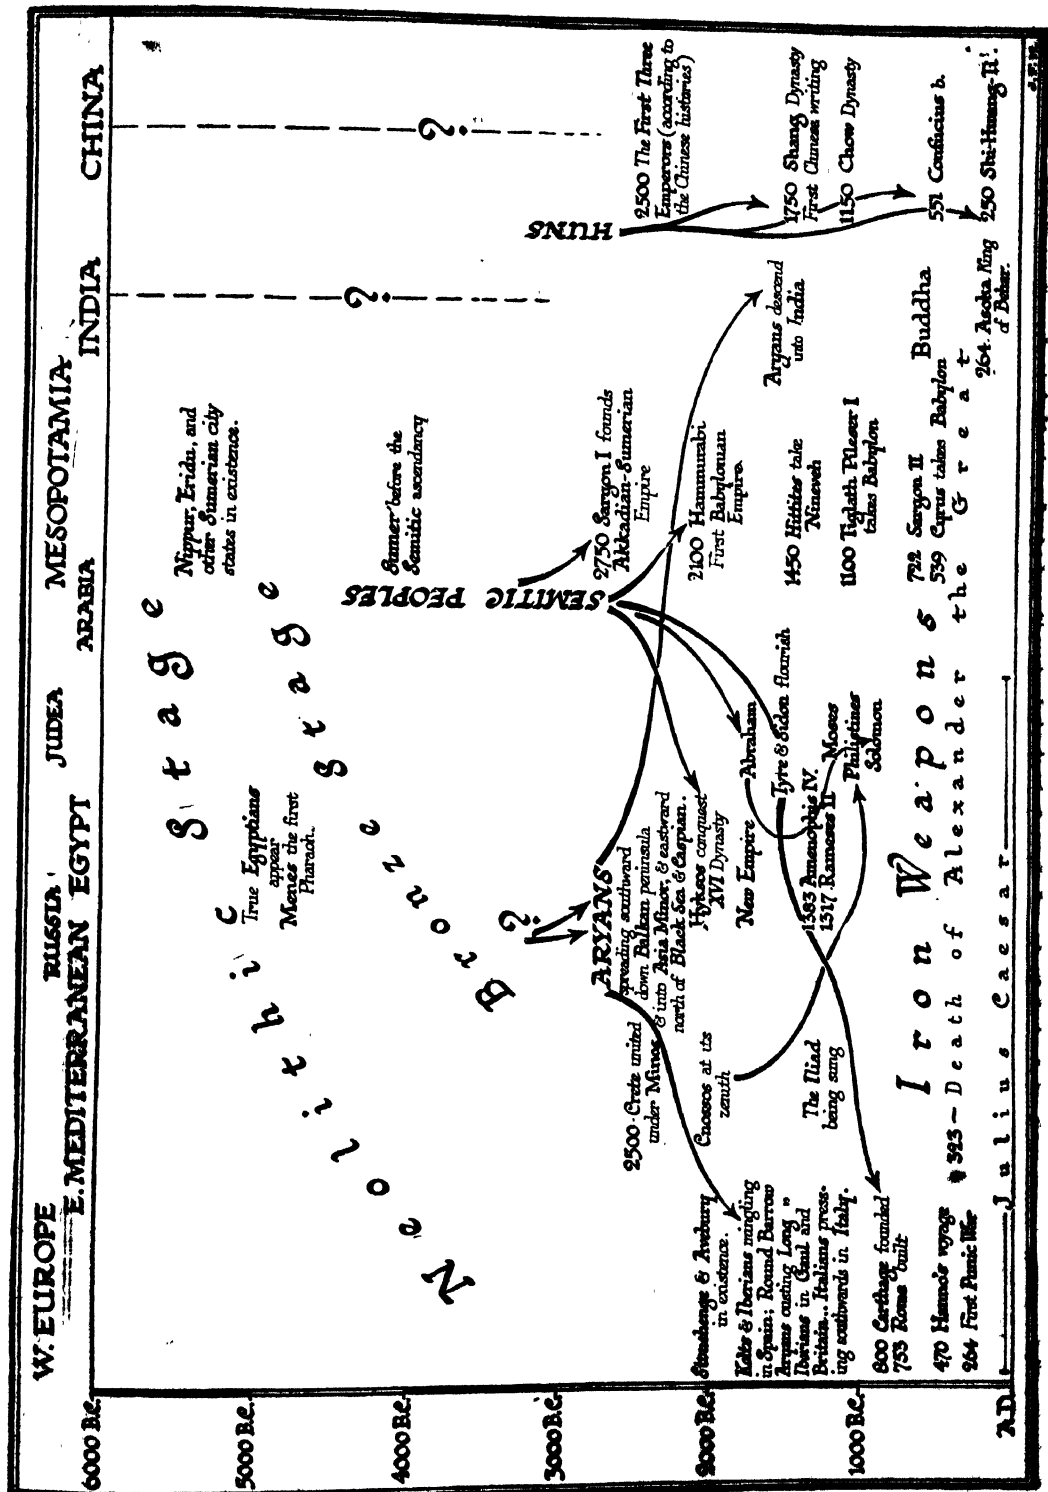 W. EUROPE
RUSSIA
E. MEDITERRANEAN EGYPT
JUDEA
ARABIA
MESOPOTAMIA
INDIA
CHINA
6000 B.C.
5000 B.C.
4000 B.C.
3000 B.C.
2000 B.C.
1000 B.C.
A.D.
Neolithic Stage
Bronze Stage
Iron Weapons
323 – Death of Alexander the Great
Julius Caesar
Stonehenge & Avebury
in existence.
Kelts & Iberians mingling
in Spain; Round Barrow
Aryans ousting Long "
Iberians in Gaul and
Britain... Italians press-
ing southwards in Italy.
800 Carthage founded
753 Rome built
470 Hanno's voyage
264 First Punic War
2500 Crete united
under Minos
Cnossos at its
zenith
The Iliad
being sung
?
ARYANS
spreading southward
down Balkan peninsula
& into Asia Minor, & eastward
north of Black Sea & Caspian.
True Egyptians
appear
Menes the first
Pharaoh.
Hyksos conquest
XVI Dynasty
New Empire
1383 Amenophis IV.
1317 Rameses II
Abraham
Tyre & Sidon flourish
Moses
Philistines
Solomon
SEMITIC PEOPLES
Nippur, Eridu, and
other Sumerian city
states in existence.
Sumer before the
Semitic ascendancy
2750 Sargon I founds
Akkadian-Sumerian
Empire
2100 Hammurabi
First Babylonian
Empire.
1450 Hittites take
Nineveh
1100 Tiglath Pileser I
takes Babylon
722 Sargon II
539 Cyrus takes Babylon
?
Aryans descend
into India
Buddha
264 Asoka King
of Behar.
?
HUNS
2500 The First Three
Emperors (according to
the Chinese histories)
1750 Shang Dynasty
First Chinese writing
1150 Chow Dynasty
551 Confucius b.
250 Shi-Huang-Ti!
J.F.H.